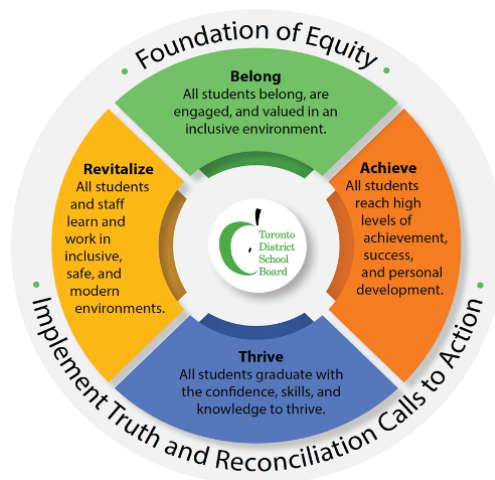 Foundation of Equity
Belong
All students belong, are
engaged, and valued in an
inclusive environment.
Revitalize
All students
and staff
learn and
work in
inclusive,
safe, and
modern
environments.
Toronto
District
School
Board
Achieve
All students
reach high
levels of
achievement,
success,
and personal
development.
Thrive
All students graduate with
the confidence, skills, and
knowledge to thrive.
Implement Truth and Reconciliation Calls to Action